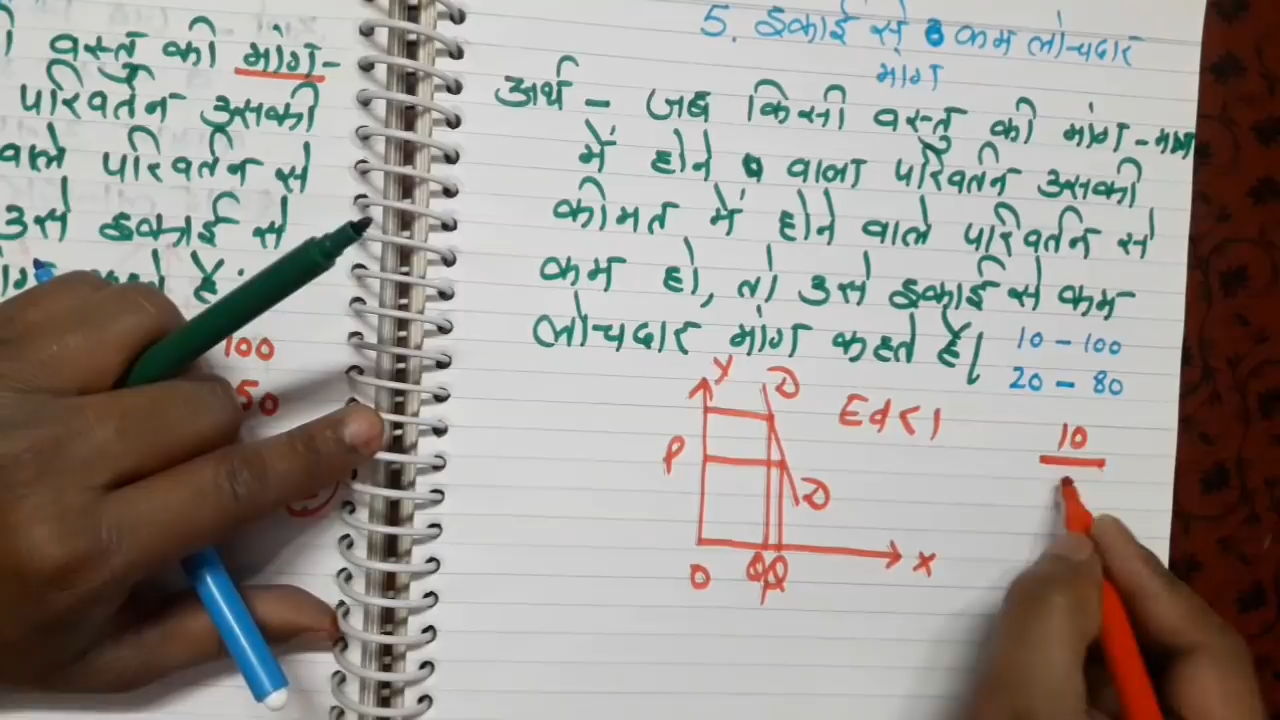 वस्तु की मांग-
परिवर्तन उसकी
वाले परिवर्तन से
उसे इकाई से
हैं
100
50
5. इकाई से कम लोचदार
मांग
अर्थ - जब किसी वस्तु की मांग-
में होने वाला परिवर्तन उसकी
कीमत में होने वाले परिवर्तन से
कम हो, तो उसे इकाई से कम
लोचदार मांग कहते हैं।
10 - 100
20 - 80
Y
D
Ed<1
10
P
D
O
Q Q
X